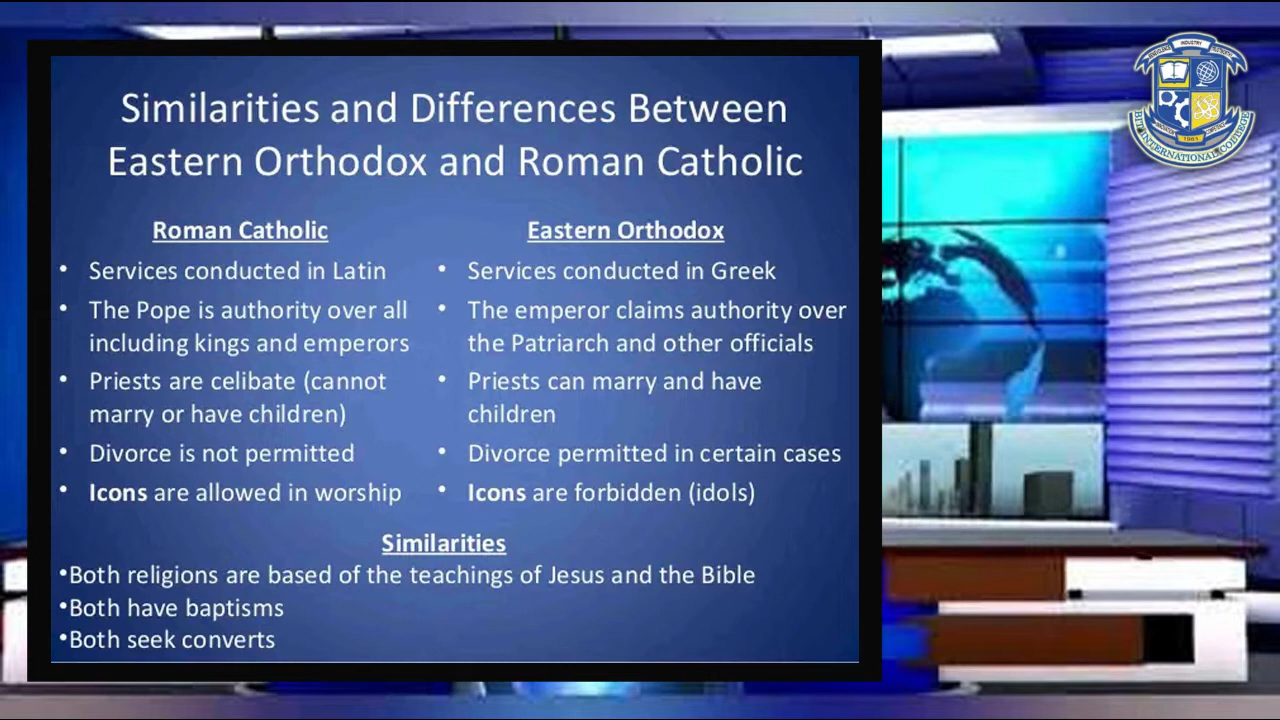 Similarities and Differences Between
Eastern Orthodox and Roman Catholic
Roman Catholic
• Services conducted in Latin
• The Pope is authority over all
including kings and emperors
• Priests are celibate (cannot
marry or have children)
• Divorce is not permitted
• Icons are allowed in worship
Eastern Orthodox
• Services conducted in Greek
• The emperor claims authority over
the Patriarch and other officials
• Priests can marry and have
children
• Divorce permitted in certain cases
• Icons are forbidden (idols)
Similarities
•Both religions are based of the teachings of Jesus and the Bible
•Both have baptisms
•Both seek converts
INDUSTRY
INTERNATIONAL COLLEGE